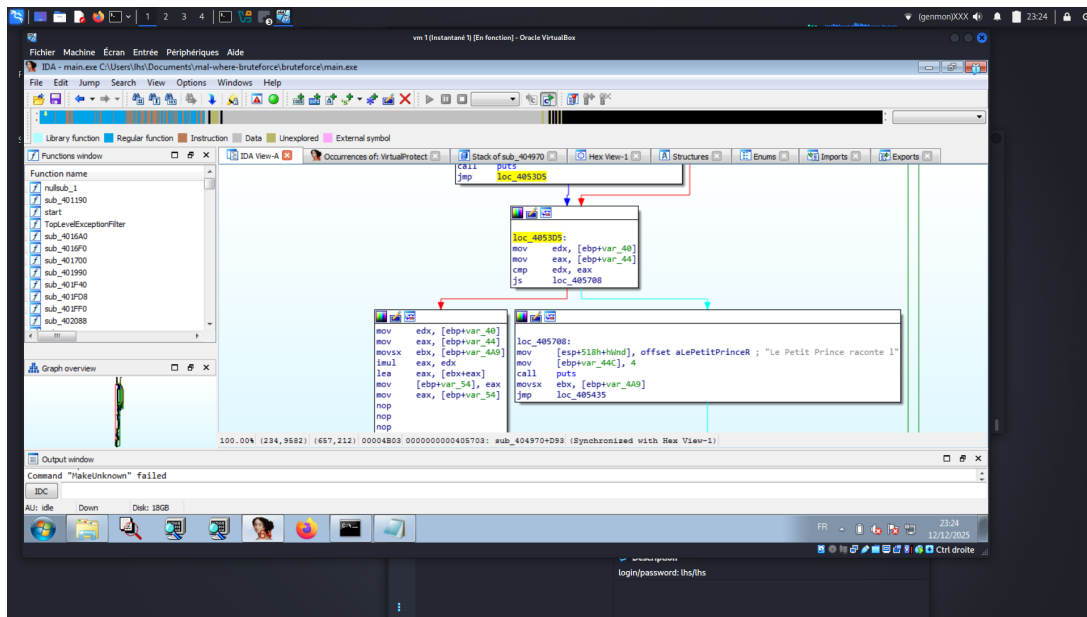 1 2 3 4
(genmon)XXX
23:24
vm 1 (Instantané 1) [En fonction] - Oracle VirtualBox
Fichier Machine Écran Entrée Périphériques Aide
IDA - main.exe C:\Users\lhs\Documents\mal-where-bruteforce\bruteforce\main.exe
File Edit Jump Search View Options Windows Help
Library function Regular function Instruction Data Unexplored External symbol
Functions window
IDA View-A Occurrences of: VirtualProtect Stack of sub_404970 Hex View-1 Structures Enums Imports Exports
Function name
nullsub_1
sub_401190
start
TopLevelExceptionFilter
sub_4016A0
sub_4016F0
sub_401700
sub_401990
sub_401F40
sub_401FD8
sub_401FF0
sub_402088
Graph overview
call puts
jmp loc_4053D5
loc_4053D5:
mov edx, [ebp+var_40]
mov eax, [ebp+var_44]
cmp edx, eax
js loc_405708
mov edx, [ebp+var_40]
mov eax, [ebp+var_44]
movsx ebx, [ebp+var_4A9]
imul eax, edx
lea eax, [ebx+eax]
mov [ebp+var_54], eax
mov eax, [ebp+var_54]
nop
nop
nop
loc_405708:
mov [esp+518h+hWnd], offset aLePetitPrinceR ; "Le Petit Prince raconte l"
mov [ebp+var_44C], 4
call puts
movsx ebx, [ebp+var_4A9]
jmp loc_405435
100.00% (234,9582) (657,212) 00004B03 0000000000405703: sub_404970+D93 (Synchronized with Hex View-1)
Output window
Command "MakeUnknown" failed
IDC
AU: idle Down Disk: 18GB
FR
23:24
12/12/2025
Ctrl droite
Description
login/password: lhs/lhs